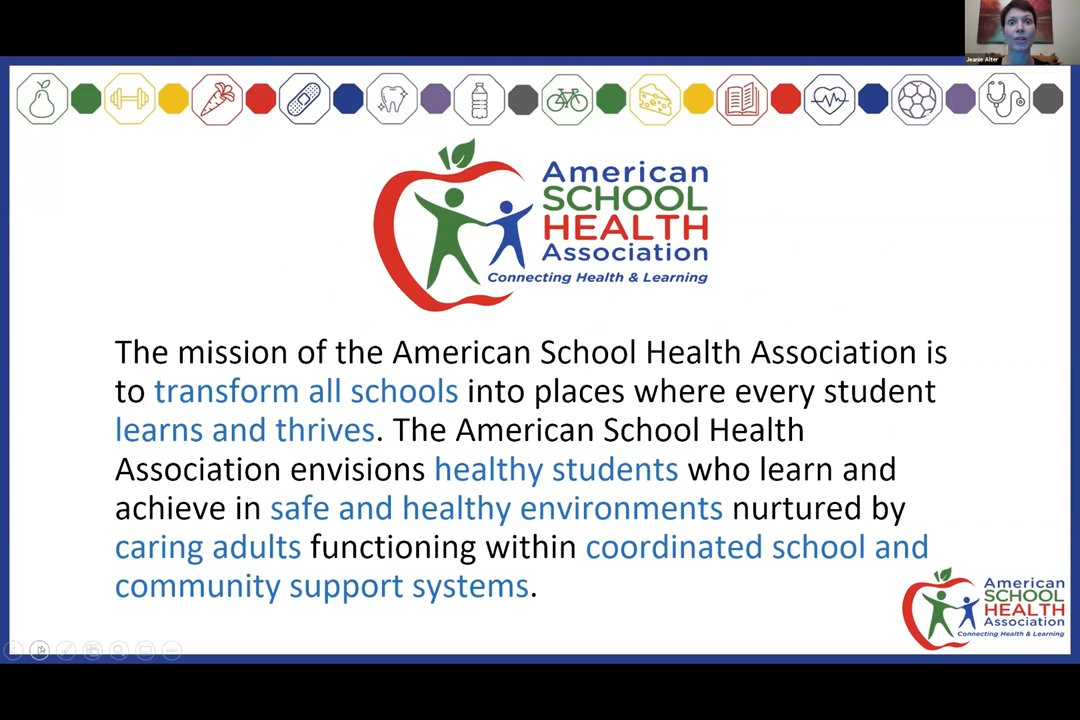 Jeanie Alter
American
SCHOOL
HEALTH
Association
Connecting Health & Learning
The mission of the American School Health Association is
to transform all schools into places where every student
learns and thrives. The American School Health
Association envisions healthy students who learn and
achieve in safe and healthy environments nurtured by
caring adults functioning within coordinated school and
community support systems.
American
SCHOOL
HEALTH
Association
Connecting Health & Learning